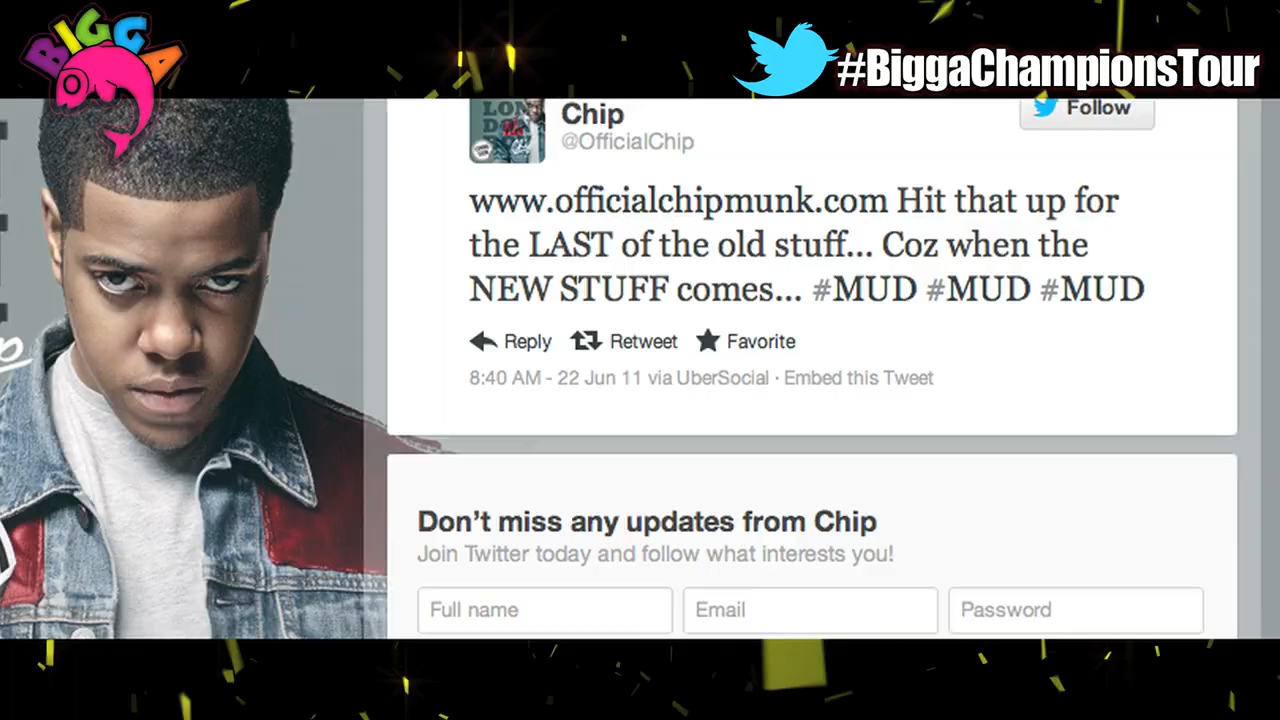 BIGGA
#BiggaChampionsTour
Chip
@OfficialChip
Follow
www.officialchipmunk.com Hit that up for
the LAST of the old stuff... Coz when the
NEW STUFF comes... #MUD #MUD #MUD
Reply Retweet Favorite
8:40 AM - 22 Jun 11 via UberSocial · Embed this Tweet
Don't miss any updates from Chip
Join Twitter today and follow what interests you!
Full name Email Password